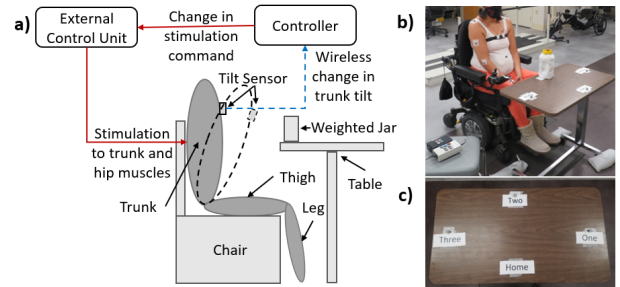 a)
External
Control Unit
Change in
stimulation
command
Controller
Wireless
change in
trunk tilt
Tilt Sensor
Stimulation
to trunk and
hip muscles
Weighted Jar
Table
Trunk
Thigh
Leg
Chair
b)
c)
Two
Three
One
Home